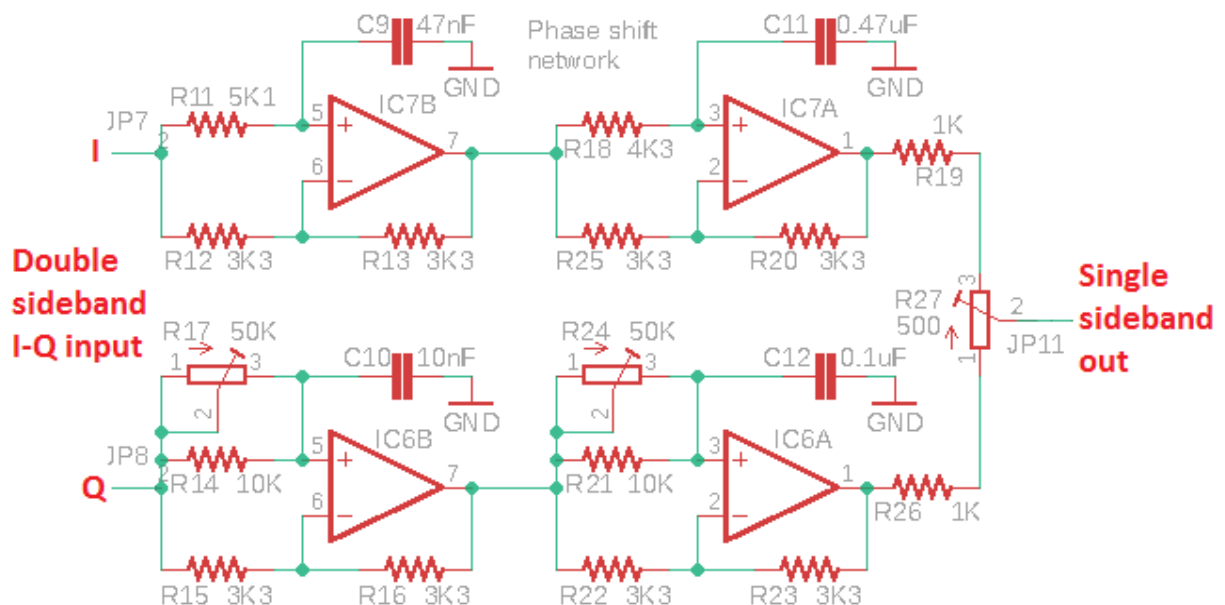 C9 47nF
Phase shift
network
C11 0.47uF
GND
GND
R11 5K1
IC7B
IC7A
JP7
2
5
7
R18 4K3
3
1
1K
I
6
2
R19
R12 3K3
R13 3K3
R25 3K3
R20 3K3
Double
sideband
I-Q input
R27
500
3
2
1
JP11
Single
sideband
out
R17 50K
R24 50K
1
3
C10 10nF
1
3
C12 0.1uF
2
GND
2
GND
IC6B
IC6A
JP8
2
5
7
3
1
Q
R14 10K
R21 10K
6
2
R26 1K
R15 3K3
R16 3K3
R22 3K3
R23 3K3